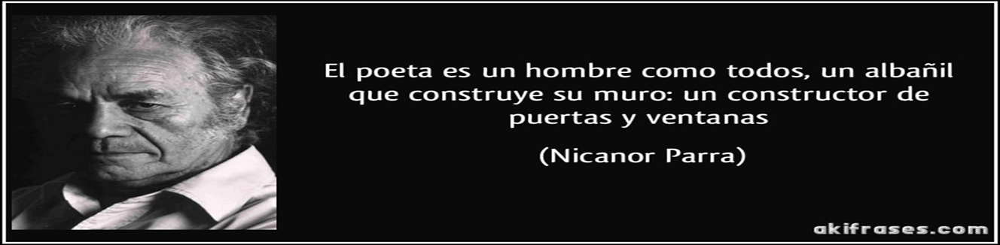 El poeta es un hombre como todos, un albañil
que construye su muro: un constructor de
puertas y ventanas
(Nicanor Parra)
akifrases.com